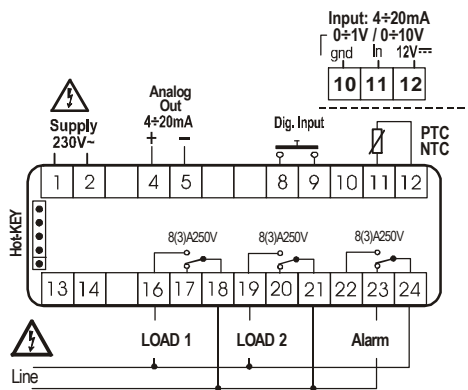 Input: 4÷20mA
0÷1V / 0÷10V
gnd In 12V⎓
10 11 12
Supply
230V~
Analog
Out
4÷20mA
+ −
Dig. Input
PTC
NTC
1 2 4 5 8 9 10 11 12
Hot-KEY
8(3)A250V 8(3)A250V 8(3)A250V
13 14 16 17 18 19 20 21 22 23 24
LOAD 1 LOAD 2 Alarm
Line